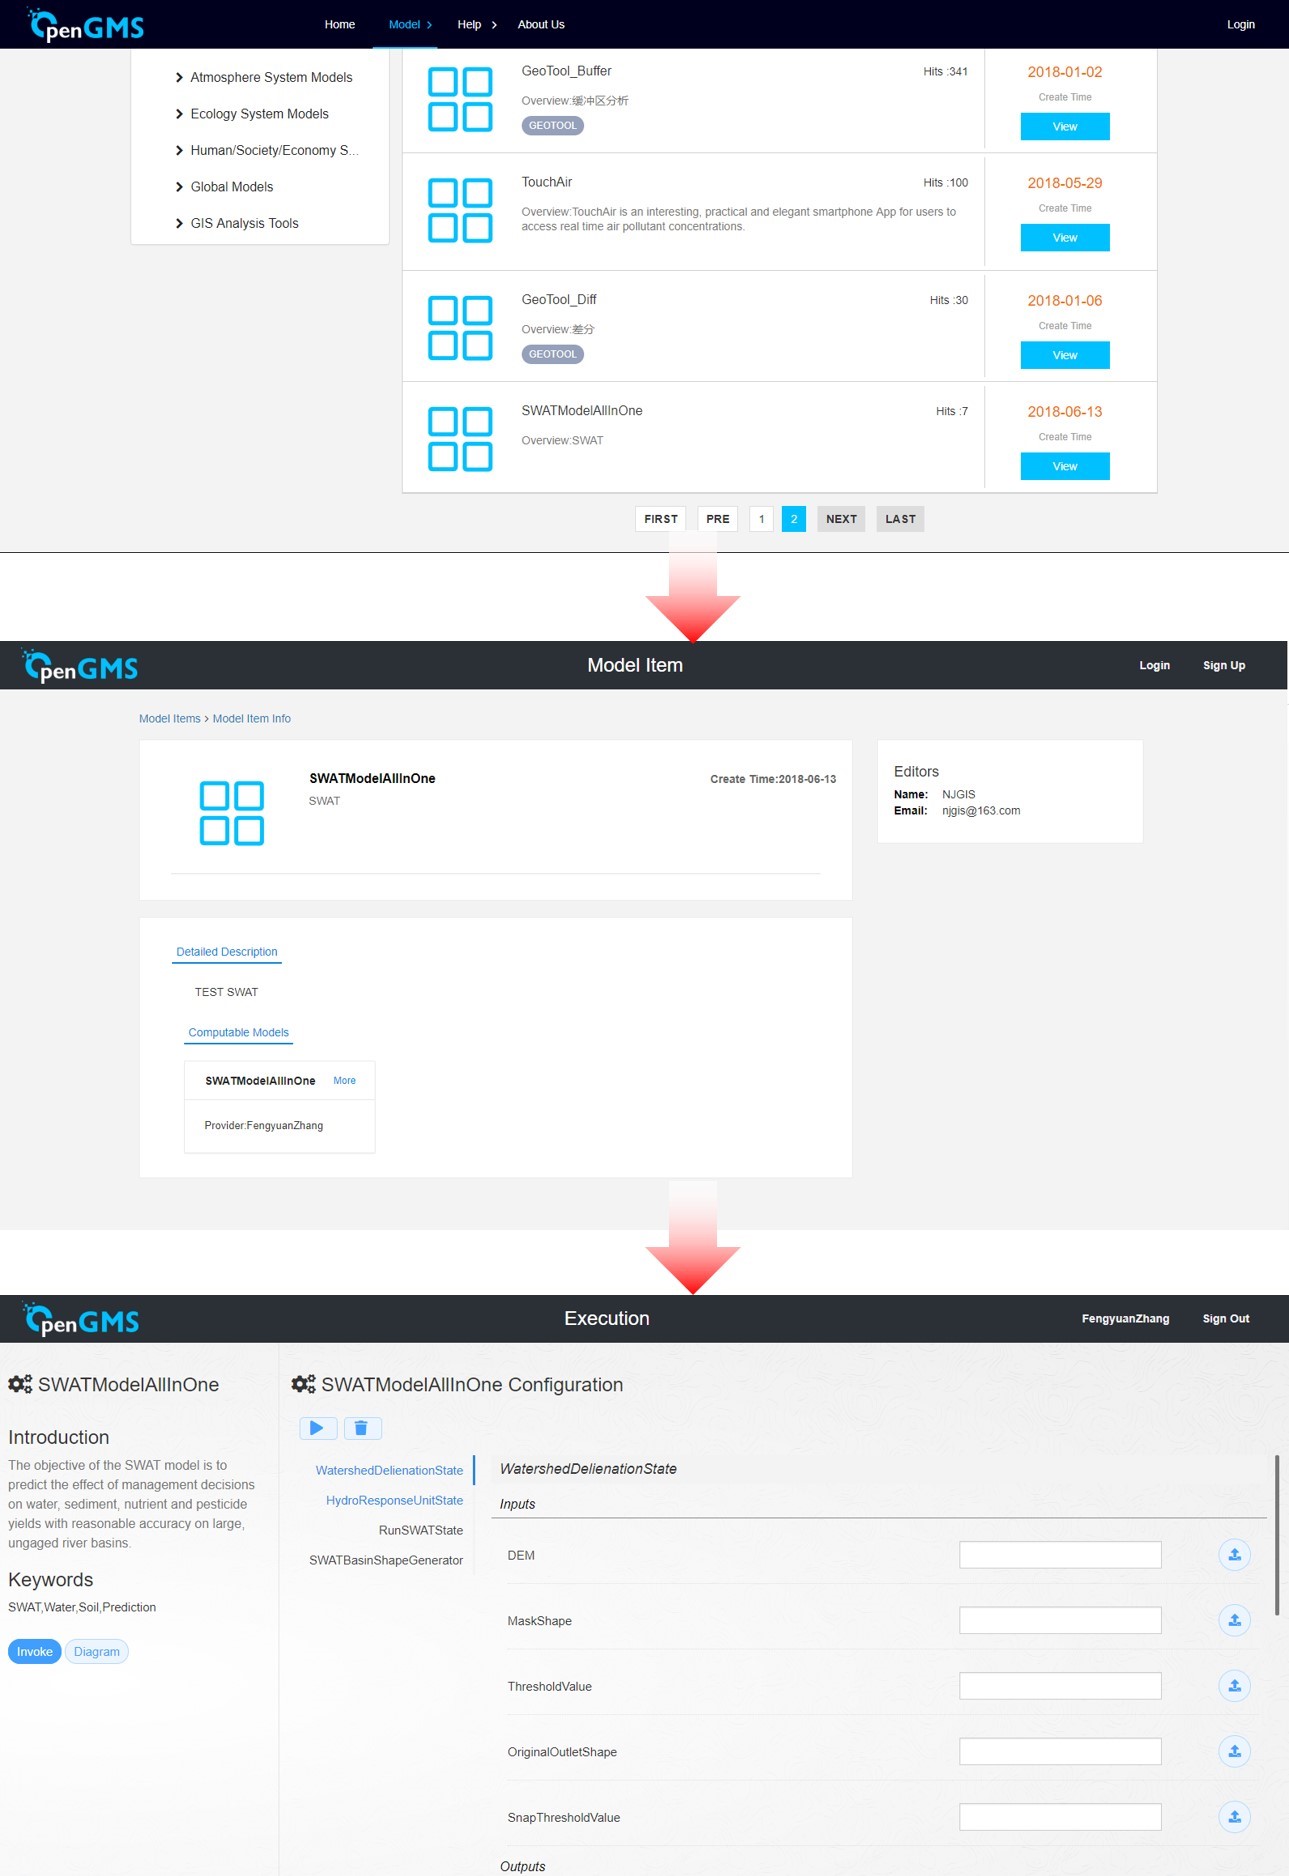 OpenGMS
Home Model Help About Us Login
Atmosphere System Models
Ecology System Models
Human/Society/Economy S...
Global Models
GIS Analysis Tools
GeoTool_Buffer Hits :341
Overview:缓冲区分析
GEOTOOL
2018-01-02
Create Time
View
TouchAir Hits :100
Overview:TouchAir is an interesting, practical and elegant smartphone App for users to
access real time air pollutant concentrations.
2018-05-29
Create Time
View
GeoTool_Diff Hits :30
Overview:差分
GEOTOOL
2018-01-06
Create Time
View
SWATModelAllInOne Hits :7
Overview:SWAT
2018-06-13
Create Time
View
FIRST PRE 1 2 NEXT LAST
OpenGMS Model Item Login Sign Up
Model Items > Model Item Info
SWATModelAllInOne Create Time:2018-06-13
SWAT
Editors
Name: NJGIS
Email: njgis@163.com
Detailed Description
TEST SWAT
Computable Models
SWATModelAllInOne More
Provider:FengyuanZhang
OpenGMS Execution FengyuanZhang Sign Out
SWATModelAllInOne
Introduction
The objective of the SWAT model is to
predict the effect of management decisions
on water, sediment, nutrient and pesticide
yields with reasonable accuracy on large,
ungaged river basins.
Keywords
SWAT,Water,Soil,Prediction
Invoke Diagram
SWATModelAllInOne Configuration
WatershedDelienationState
HydroResponseUnitState
RunSWATState
SWATBasinShapeGenerator
WatershedDelienationState
Inputs
DEM
MaskShape
ThresholdValue
OriginalOutletShape
SnapThresholdValue
Outputs